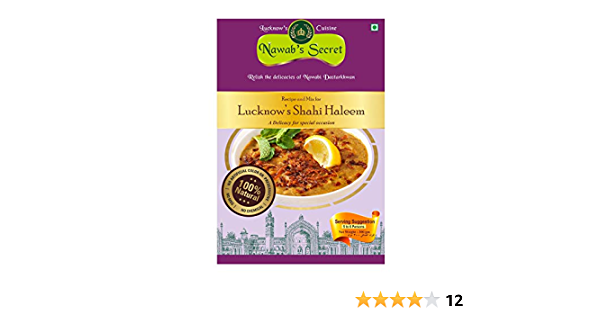 Lucknow's Cuisine
Nawab's Secret
Relish the delicacies of Nawabi Dastarkhwan
Recipe and Mix for
Lucknow's Shahi Haleem
A Delicacy for special occasion
100%
Natural
Serving Suggestion
12